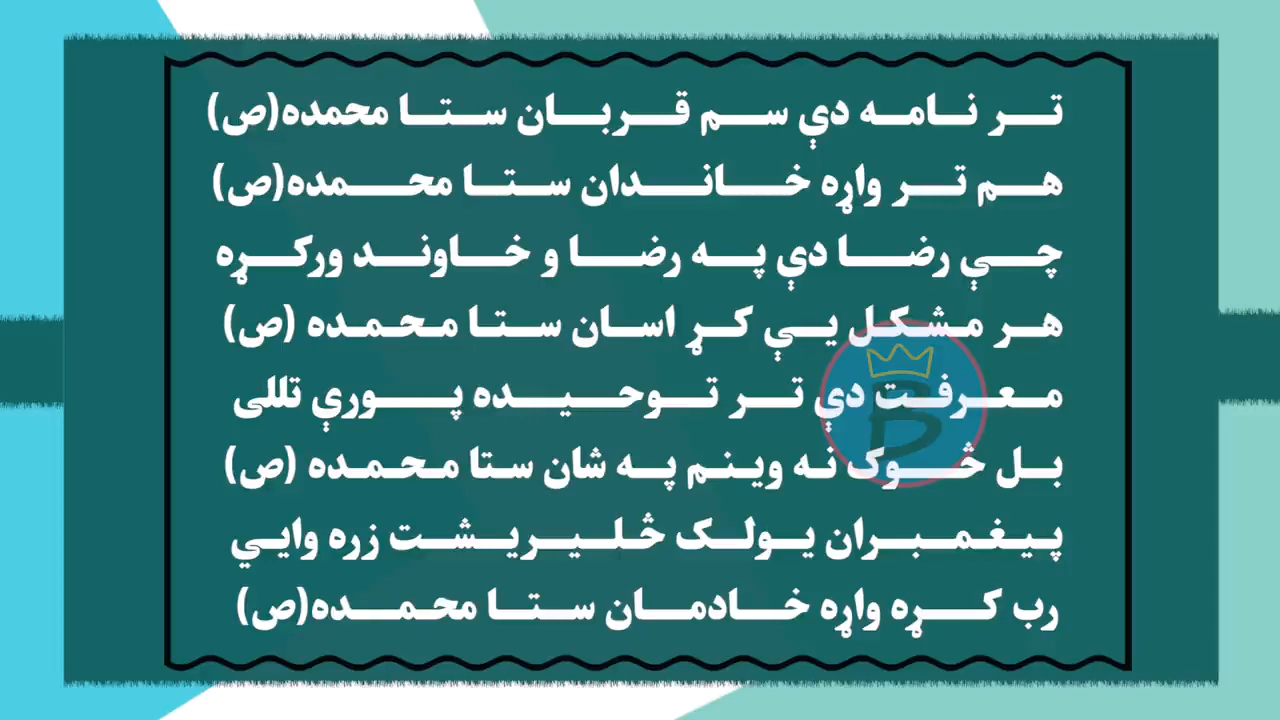 تر نامه دې سم قربان ستا محمده(ص)
هم تر واړه خاندان ستا محمده(ص)
چې رضا دې په رضا و خاوند ورکړه
هر مشکل یې کړ اسان ستا محمده (ص)
معرفت دې تر توحیده پورې تللی
بل څوک نه وینم په شان ستا محمده (ص)
پیغمبران یولک څلیریشت زره وایي
رب کړه واړه خادمان ستا محمده(ص)
B